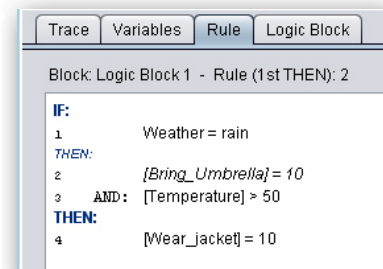 Trace Variables Rule Logic Block
Block: Logic Block 1 - Rule (1st THEN): 2
IF:
1 Weather = rain
THEN:
2 [Bring_Umbrella] = 10
3 AND: [Temperature] > 50
THEN:
4 [Wear_jacket] = 10